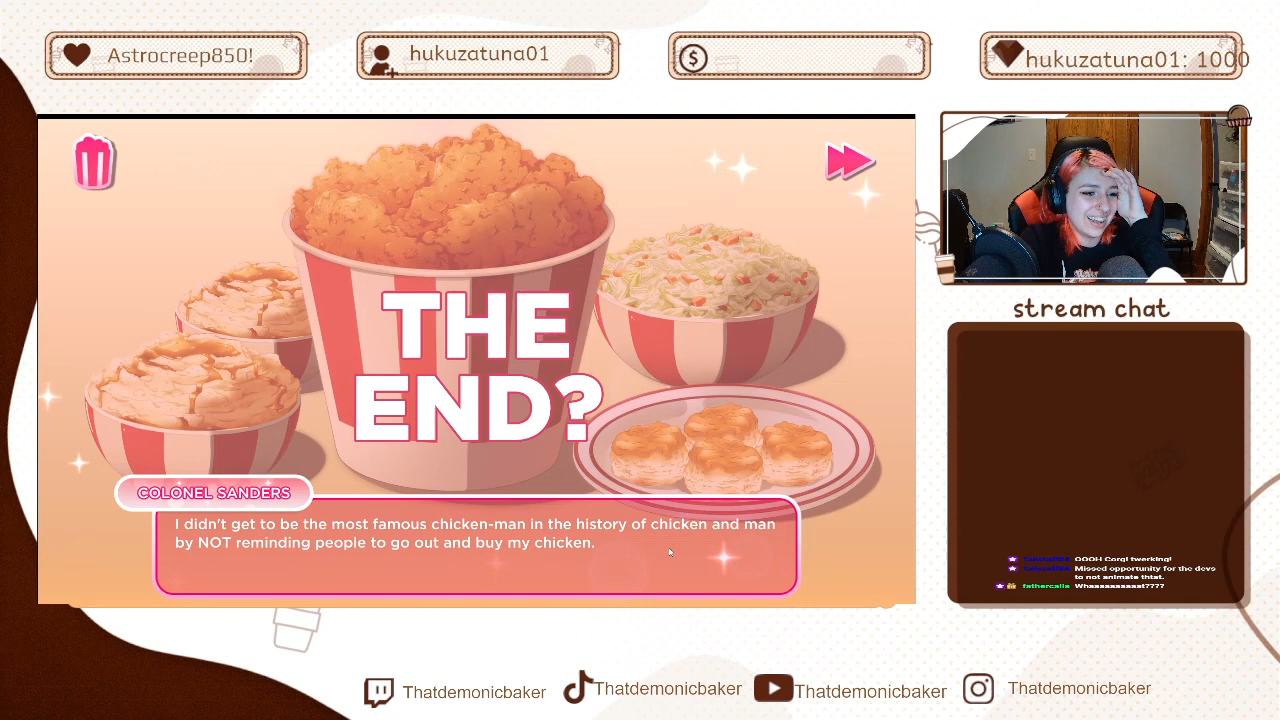 Astrocreep850!
hukuzatuna01
$
hukuzatuna01: 1000
THE
END?
COLONEL SANDERS
I didn't get to be the most famous chicken-man in the history of chicken and man
by NOT reminding people to go out and buy my chicken.
stream chat
OOOH Corgi twerking!
Missed opportunity for the devs
to not animate thtat.
fathercalla Whaaaaaaaaat????
Thatdemonicbaker
Thatdemonicbaker
Thatdemonicbaker
Thatdemonicbaker